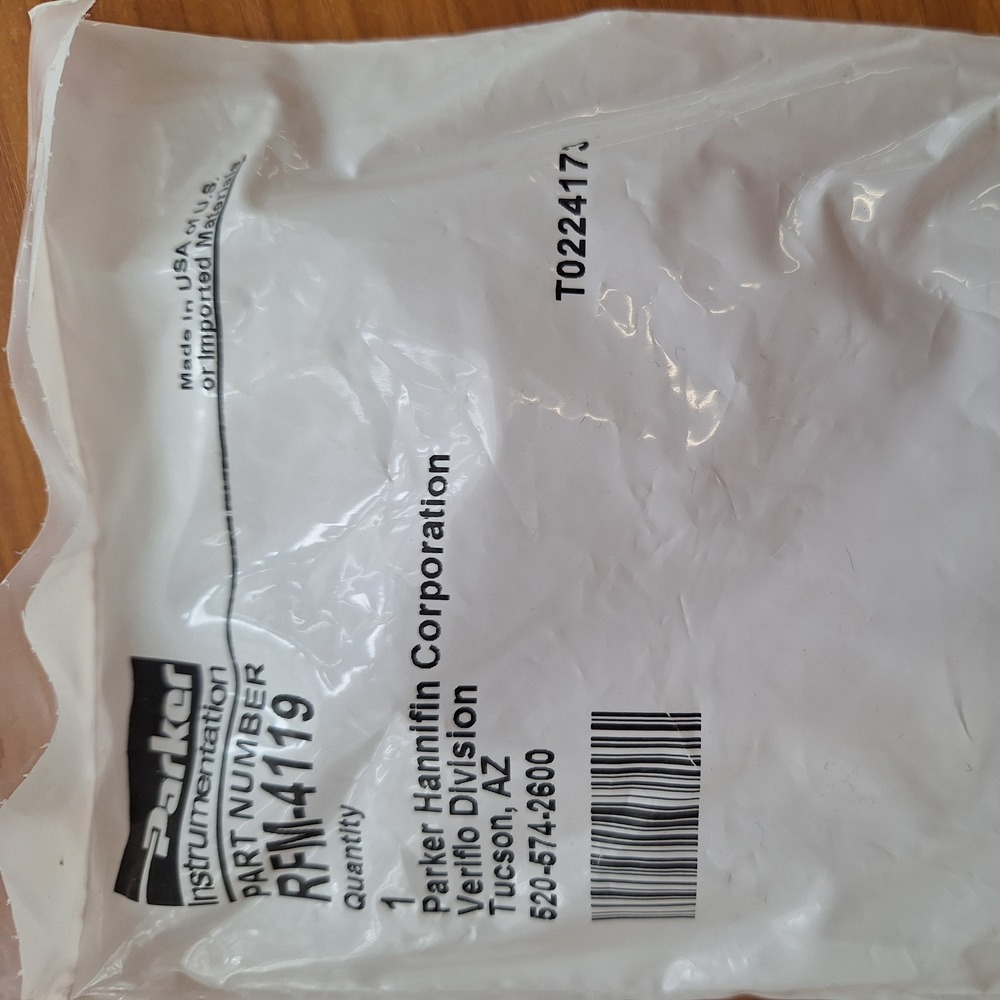 Parker
Instrumentation
Made in USA of U.S.
or Imported Materials
PART NUMBER
RFM-4119
Quantity
1
Parker Hannifin Corporation
Veriflo Division
Tucson, AZ
520-574-2600
T0224173